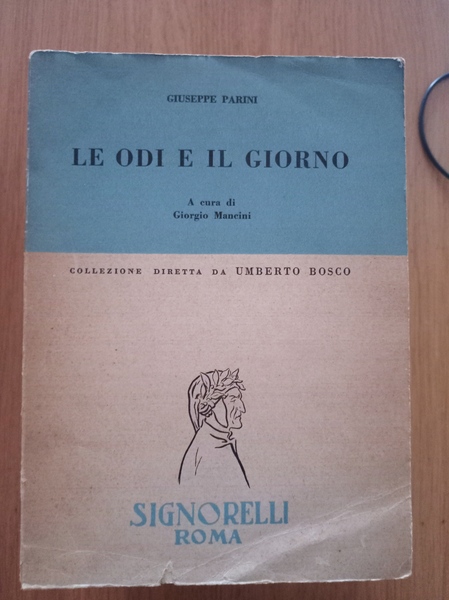 GIUSEPPE PARINI
LE ODI E IL GIORNO
A cura di
Giorgio Mancini
COLLEZIONE DIRETTA DA UMBERTO BOSCO
SIGNORELLI
ROMA